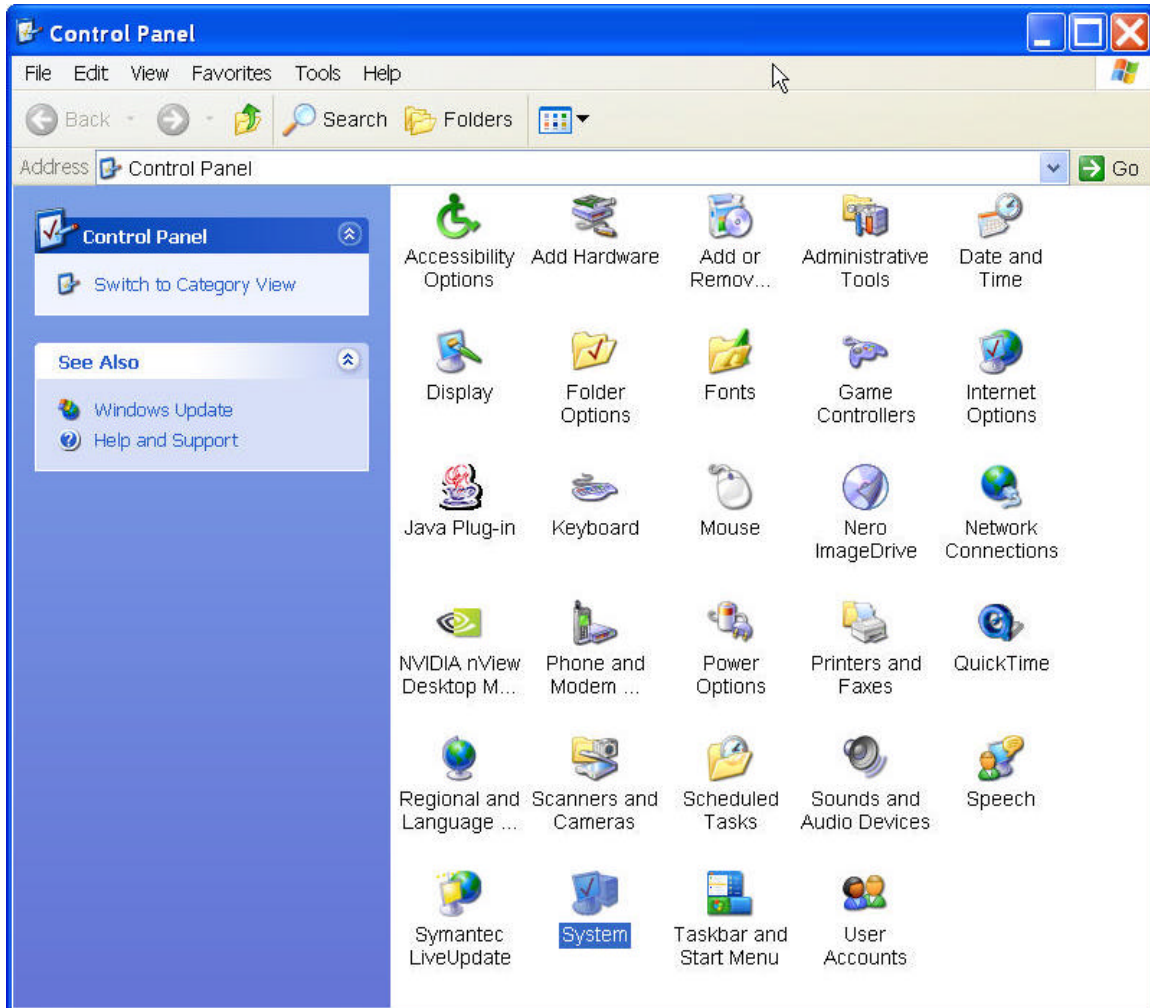 Control Panel
File Edit View Favorites Tools Help
Back Search Folders
Address Control Panel Go
Control Panel
Switch to Category View
See Also
Windows Update
Help and Support
Accessibility Options
Add Hardware
Add or Remov...
Administrative Tools
Date and Time
Display
Folder Options
Fonts
Game Controllers
Internet Options
Java Plug-in
Keyboard
Mouse
Nero ImageDrive
Network Connections
NVIDIA nView Desktop M...
Phone and Modem ...
Power Options
Printers and Faxes
QuickTime
Regional and Language ...
Scanners and Cameras
Scheduled Tasks
Sounds and Audio Devices
Speech
Symantec LiveUpdate
System
Taskbar and Start Menu
User Accounts